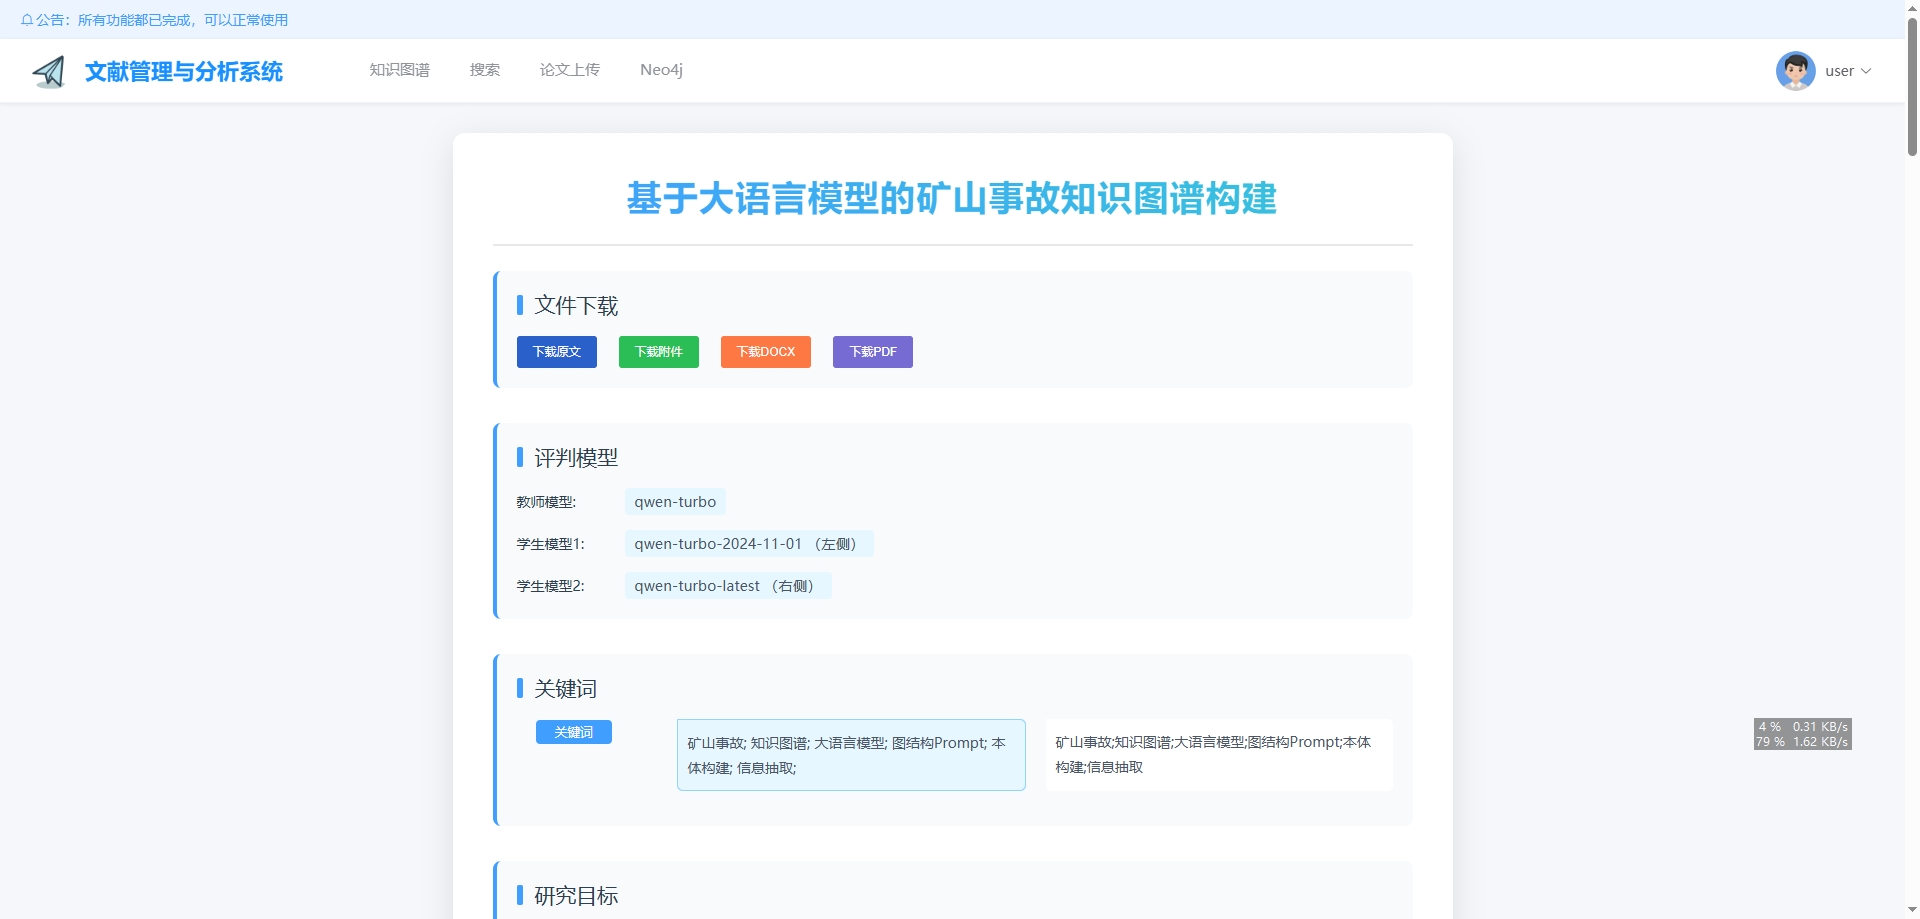 公告：所有功能都已完成，可以正常使用
文献管理与分析系统
知识图谱
搜索
论文上传
Neo4j
user
基于大语言模型的矿山事故知识图谱构建
文件下载
下载原文
下载附件
下载DOCX
下载PDF
评判模型
教师模型:
qwen-turbo
学生模型1:
qwen-turbo-2024-11-01 （左侧）
学生模型2:
qwen-turbo-latest （右侧）
关键词
关键词
矿山事故; 知识图谱; 大语言模型; 图结构Prompt; 本
体构建; 信息抽取;
矿山事故;知识图谱;大语言模型;图结构Prompt;本体
构建;信息抽取
4 % 0.31 KB/s
79 % 1.62 KB/s
研究目标